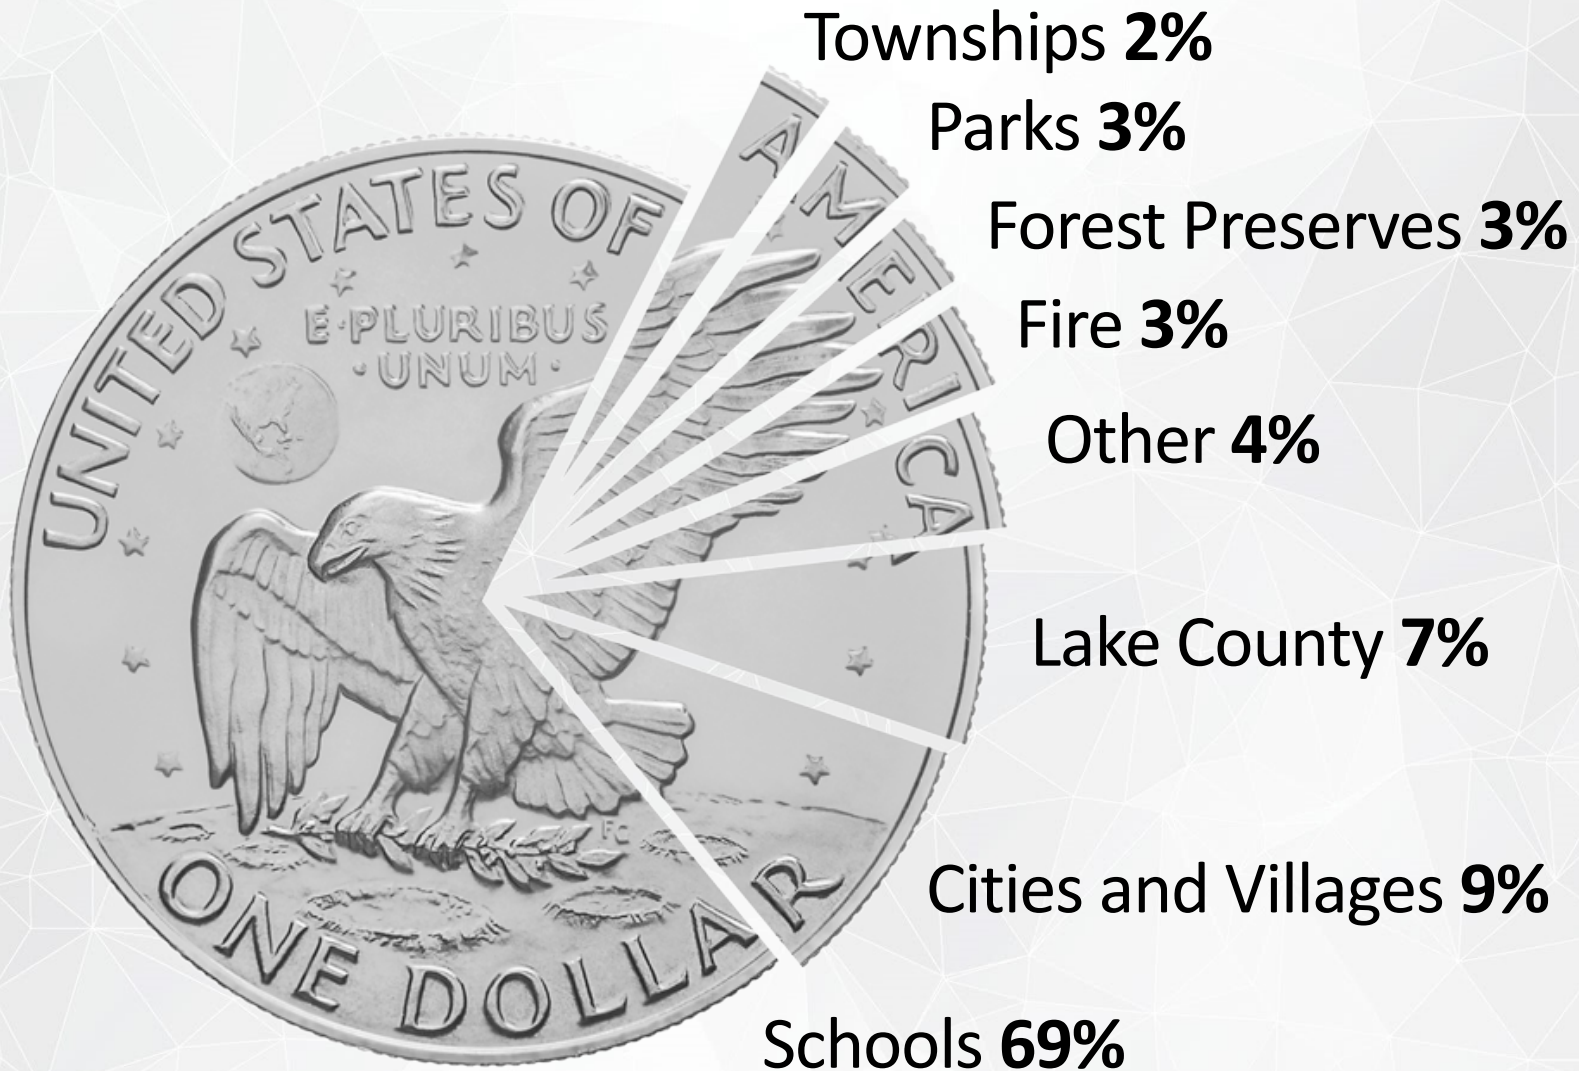 Townships 2%
Parks 3%
Forest Preserves 3%
Fire 3%
Other 4%
Lake County 7%
Cities and Villages 9%
Schools 69%
UNITED STATES OF AMERICA
E·PLURIBUS
·UNUM·
FG
ONE DOLLAR